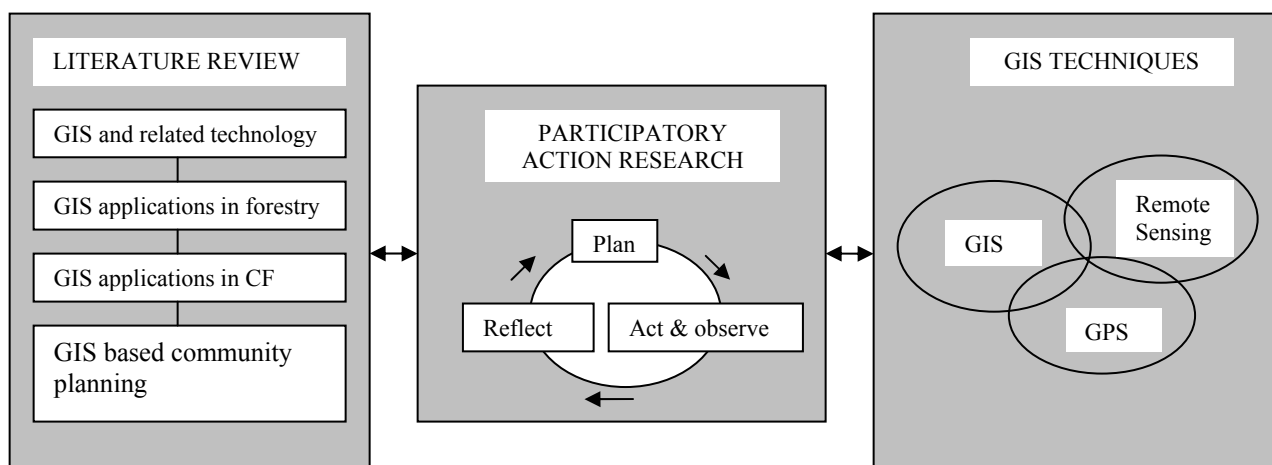 LITERATURE REVIEW
GIS and related technology
GIS applications in forestry
GIS applications in CF
GIS based community
planning
PARTICIPATORY
ACTION RESEARCH
Plan
Reflect
Act & observe
GIS TECHNIQUES
GIS
Remote
Sensing
GPS